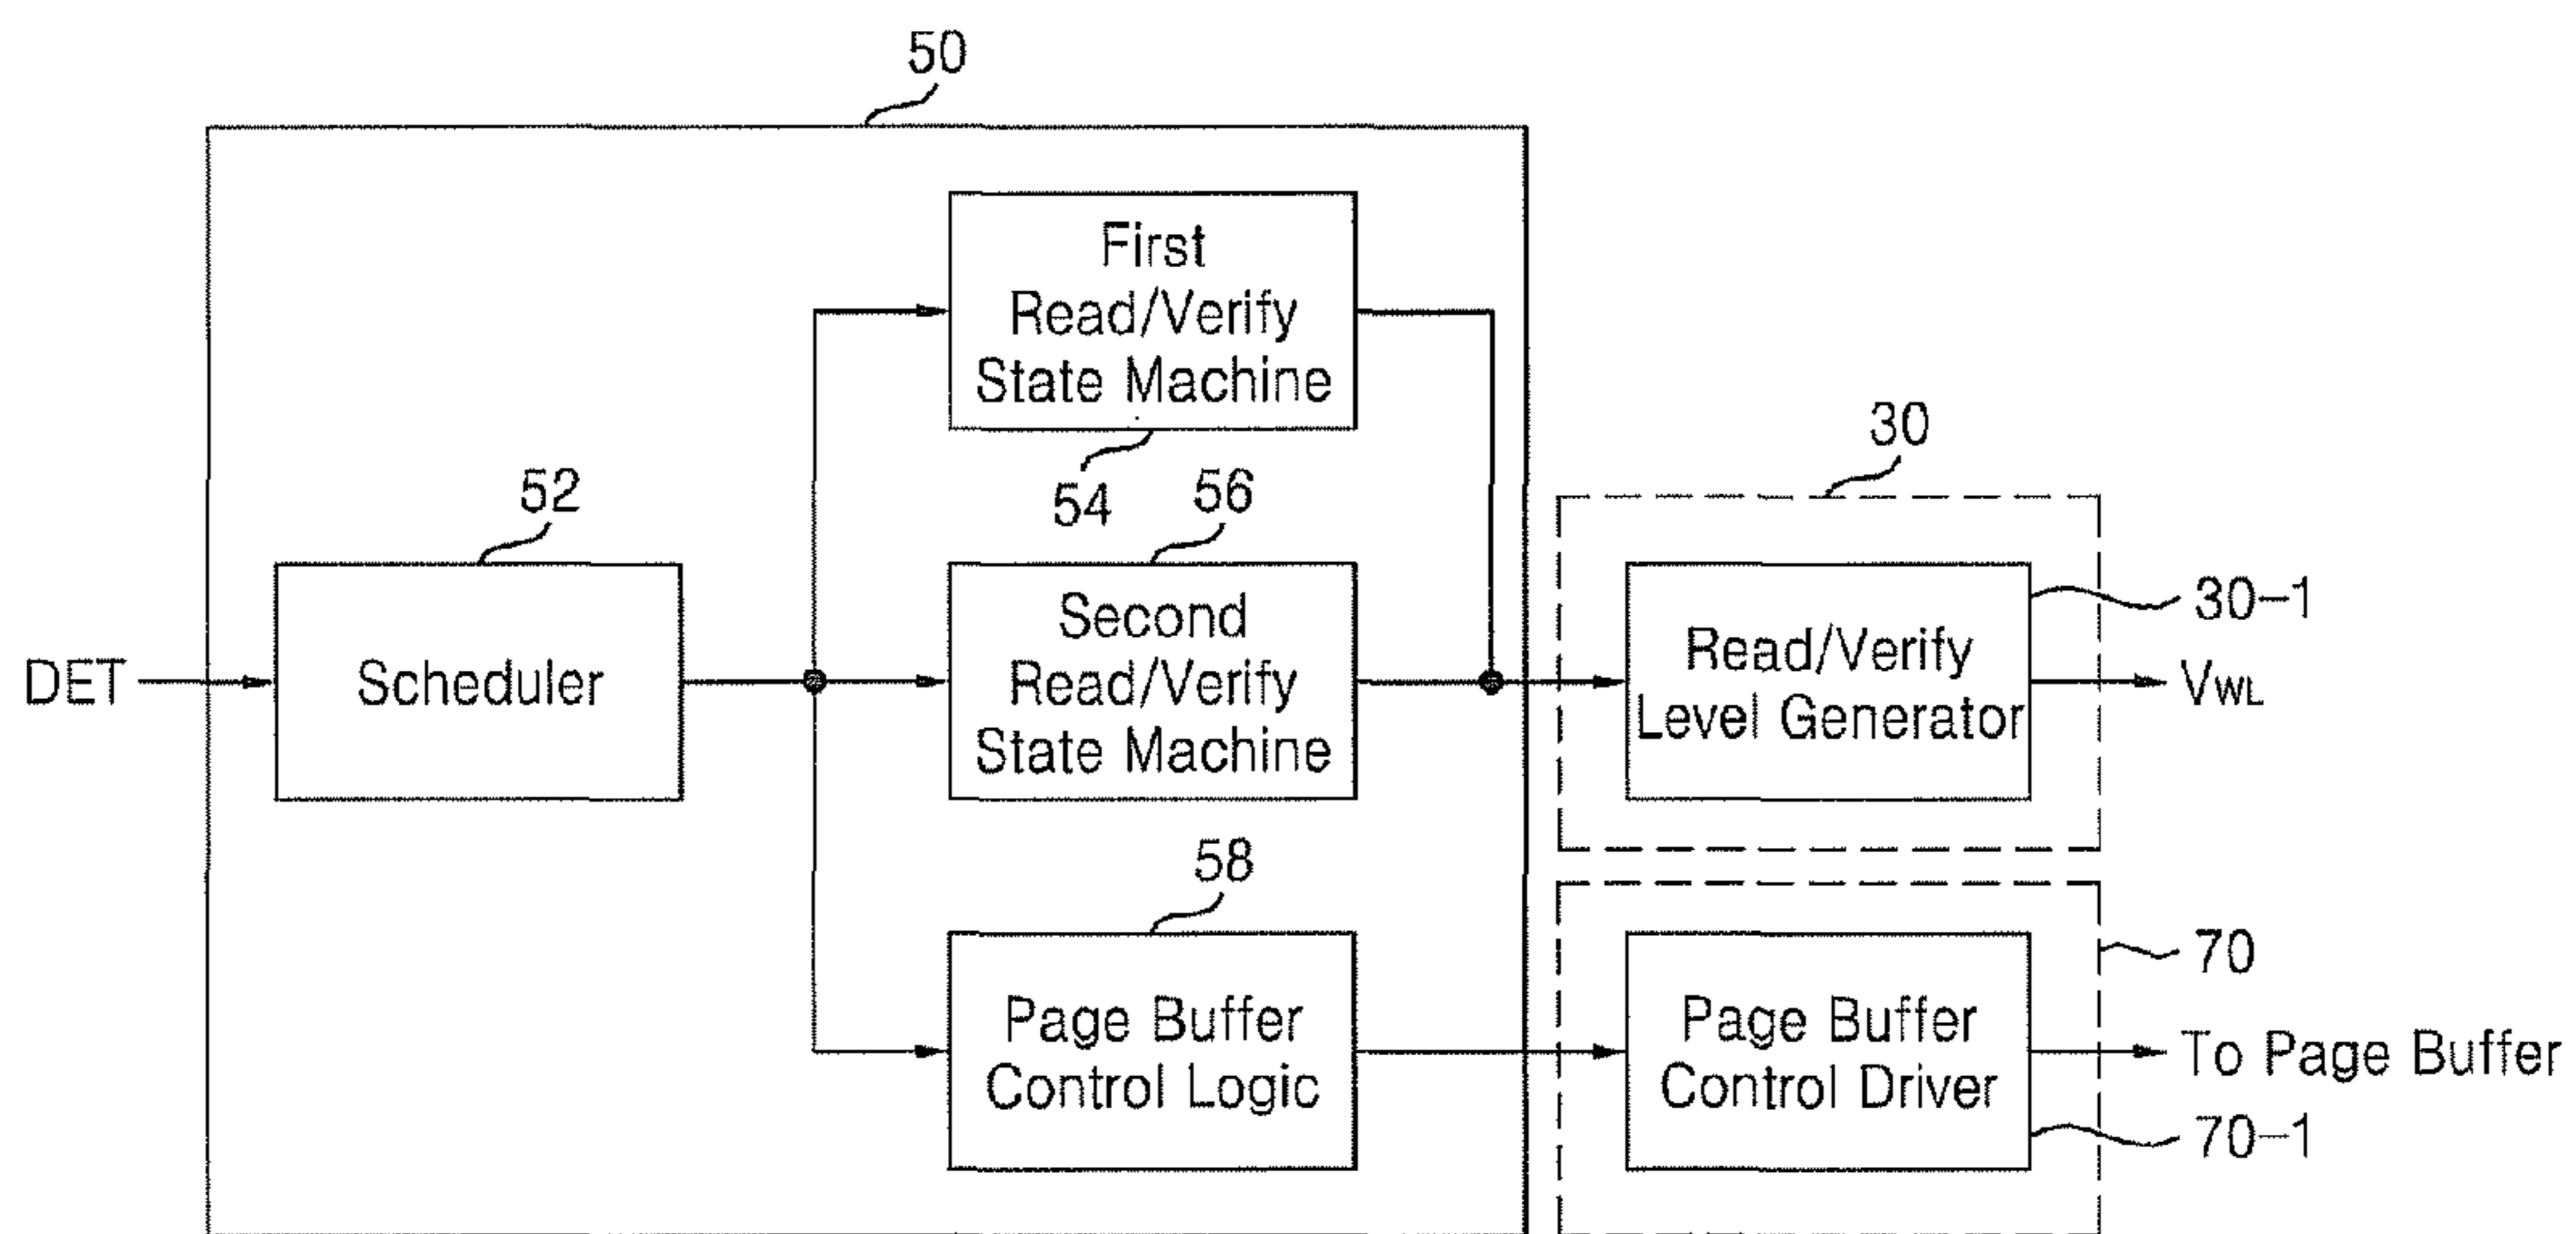 50
First
Read/Verify
State Machine
54
30
52
56
DET
Scheduler
Second
Read/Verify
State Machine
Read/Verify
Level Generator
30-1
VWL
58
Page Buffer
Control Logic
Page Buffer
Control Driver
70
To Page Buffer
70-1